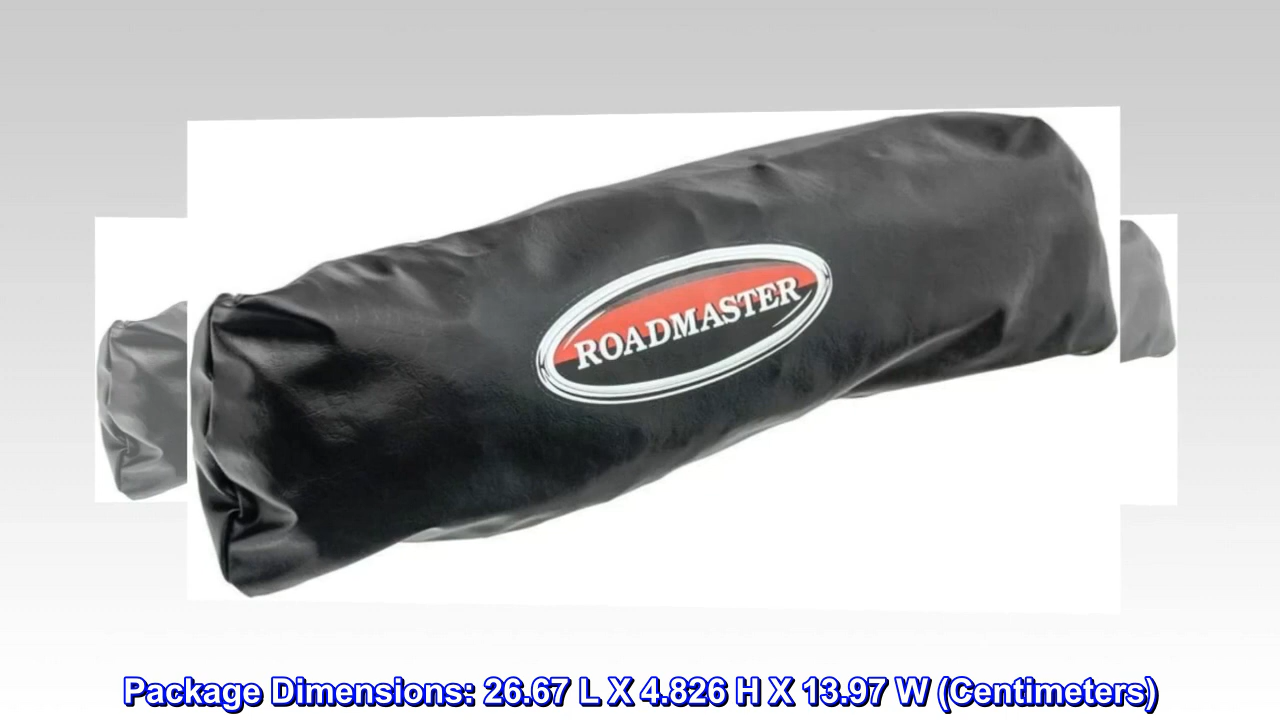 ROADMASTER
Package Dimensions: 26.67 L X 4.826 H X 13.97 W (Centimeters)